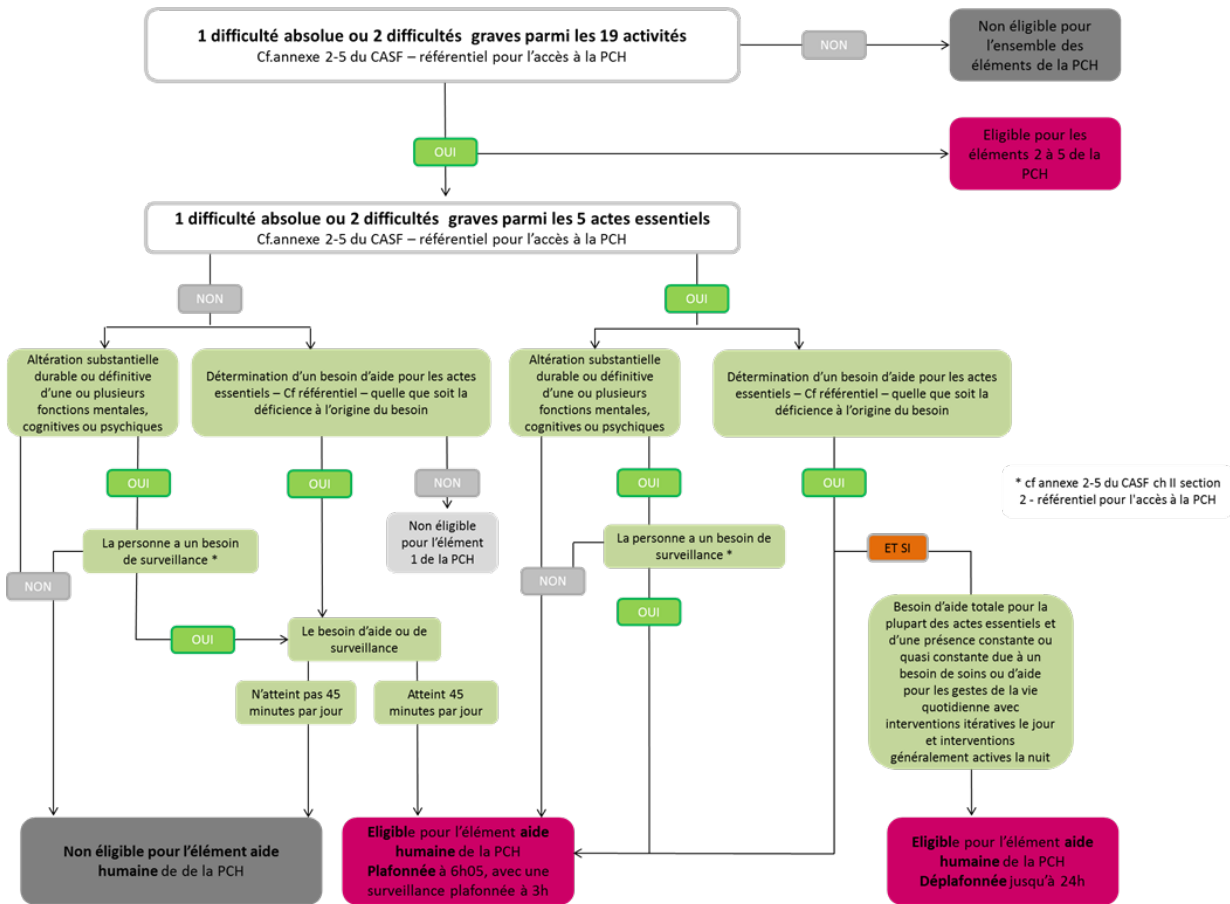 1 difficulté absolue ou 2 difficultés graves parmi les 19 activités
Cf.annexe 2-5 du CASF – référentiel pour l'accès à la PCH
NON
Non éligible pour
l'ensemble des
éléments de la PCH
OUI
Eligible pour les
éléments 2 à 5 de la
PCH
1 difficulté absolue ou 2 difficultés graves parmi les 5 actes essentiels
Cf.annexe 2-5 du CASF – référentiel pour l'accès à la PCH
NON
OUI
Altération substantielle
durable ou définitive
d'une ou plusieurs
fonctions mentales,
cognitives ou psychiques
Détermination d'un besoin d'aide pour les actes
essentiels – Cf référentiel – quelle que soit la
déficience à l'origine du besoin
Altération substantielle
durable ou définitive
d'une ou plusieurs
fonctions mentales,
cognitives ou psychiques
Détermination d'un besoin d'aide pour les actes
essentiels – Cf référentiel – quelle que soit la
déficience à l'origine du besoin
OUI
OUI
NON
OUI
OUI
* cf annexe 2-5 du CASF ch II section
2 - référentiel pour l'accès à la PCH
Non éligible
pour l'élément
1 de la PCH
La personne a un besoin
de surveillance *
La personne a un besoin de
surveillance *
ET SI
NON
NON
OUI
OUI
Le besoin d'aide ou de
surveillance
Besoin d'aide totale pour la
plupart des actes essentiels et
d'une présence constante ou
quasi constante due à un
besoin de soins ou d'aide
pour les gestes de la vie
quotidienne avec
interventions itératives le jour
et interventions
généralement actives la nuit
N'atteint pas 45
minutes par jour
Atteint 45
minutes par jour
Non éligible pour l'élément aide
humaine de de la PCH
Eligible pour l'élément aide
humaine de la PCH
Plafonnée à 6h05, avec une
surveillance plafonnée à 3h
Eligible pour l'élément aide
humaine de la PCH
Déplafonnée jusqu'à 24h